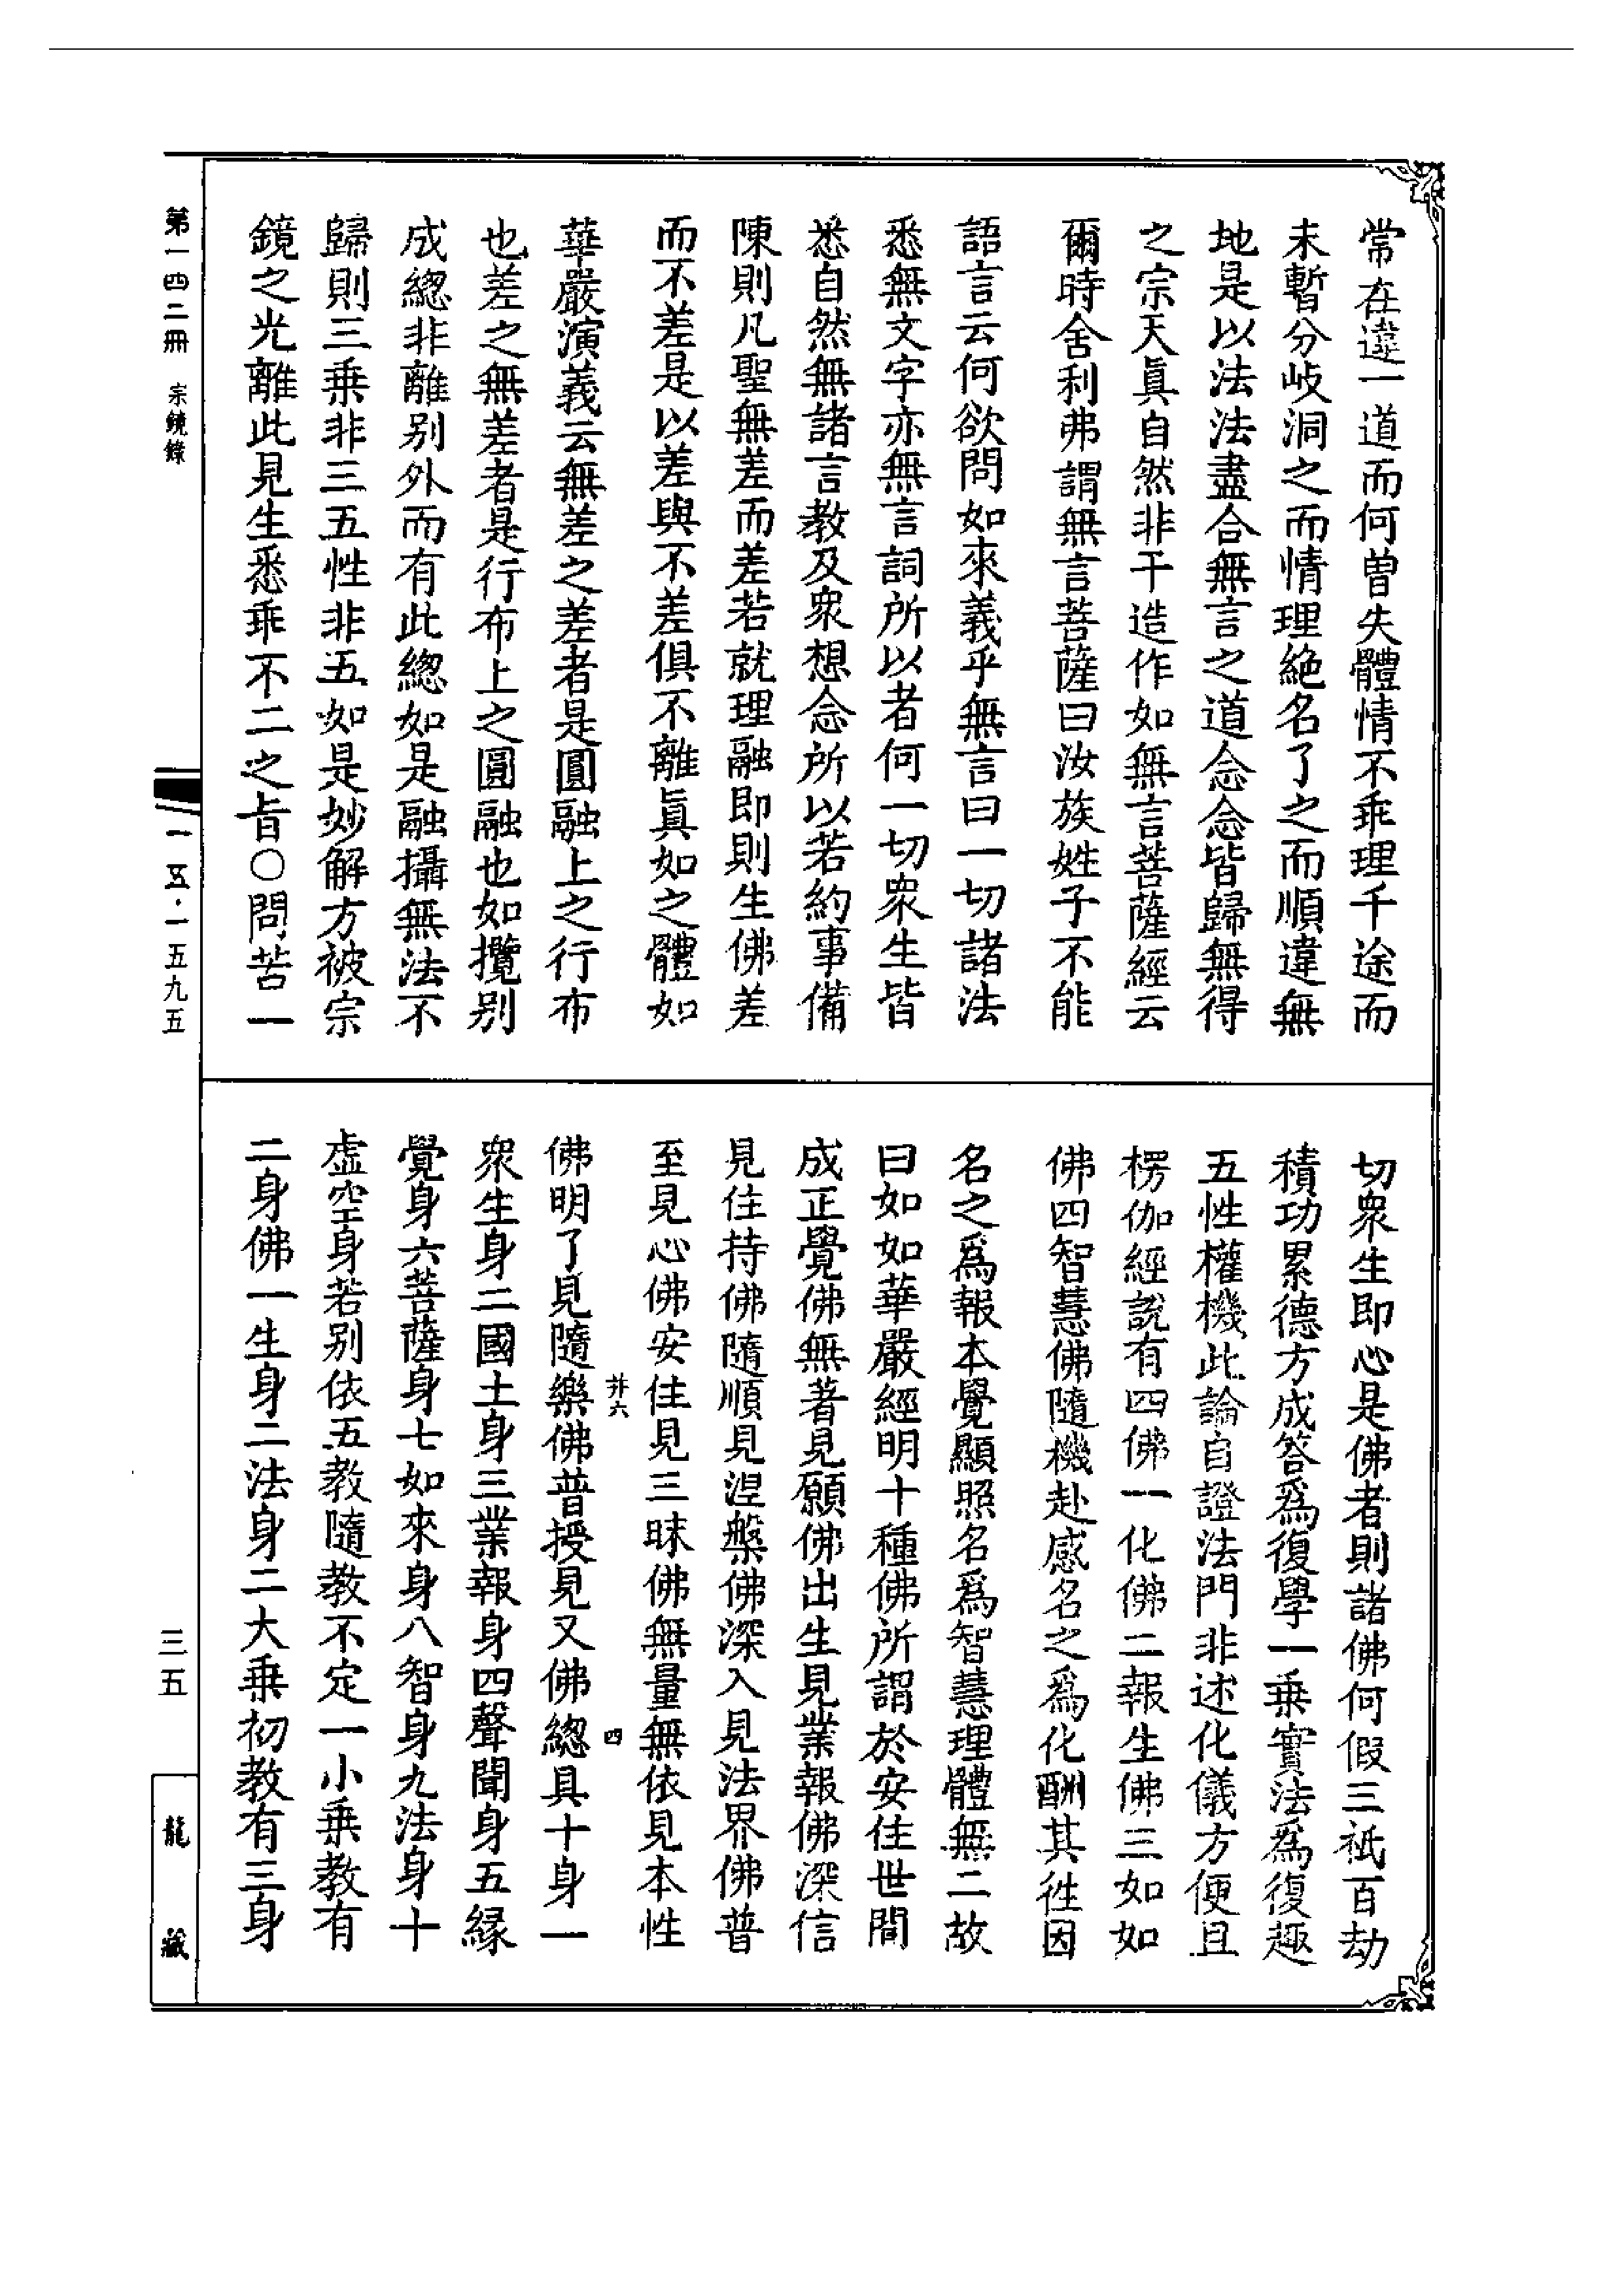 常在違一道而何曽失體情不乖理千途而
未暫分岐洞之而情理絶名了之而順違無
地是以法法盡合無言之道念念皆歸無得
之宗天眞自然非干造作如無言菩薩經云
爾時舍利弗謂無言菩薩曰汝族姓子不能
語言云何欲問如來義乎無言曰一切諸法
悉無文字亦無言詞所以者何一切衆生皆
悉自然無諸言教及衆想念所以若約事備
陳則凡聖無差而差若就理融即則生佛差
而不差是以差與不差俱不離眞如之體如
華嚴演義云無差之差者是圓融上之行布
也差之無差者是行布上之圓融也如攬别
成總非離别外而有此總如是融攝無法不
歸則三乗非三五性非五如是妙解方被宗
鏡之光離此見生悉乖不二之㫖〇問苦一
切衆生即心是佛者則諸佛何假三祇百劫
積功累德方成答爲復學一乗實法爲復趣
五性權機此論自證法門非述化儀方便且
楞伽經說有四佛一化佛二報生佛三如如
佛四智慧佛隨機赴感名之爲化酬其徃因
名之爲報本覺顯照名爲智慧理體無二故
曰如如華嚴經明十種佛所謂於安住世間
成正覺佛無著見願佛出生見業報佛深信
見住持佛隨順見涅槃佛深入見法界佛普
至見心佛安住見三昧佛無量無依見本性
佛明了見隨樂佛普授見又佛總具十身一
衆生身二國土身三業報身四聲聞身五緣
覺身六菩薩身七如來身八智身九法身十
虚空身若别依五教隨教不定一小乗教有
二身佛一生身二法身二大乗初教有三身
并六
四
第一四二冊
宗鏡錄
一五·一五九五
三五
龍藏